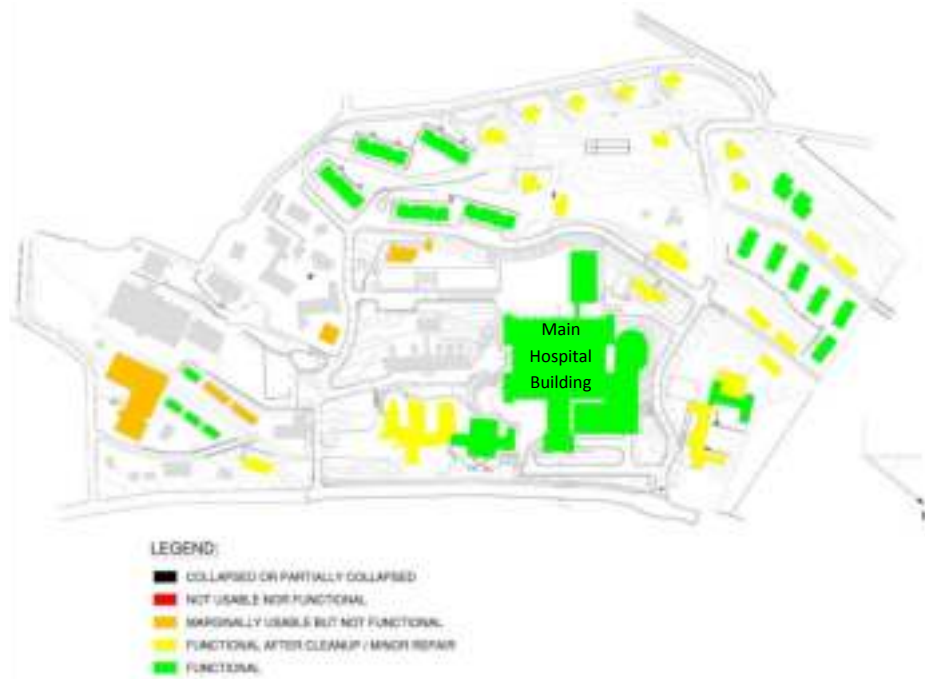 Main
Hospital
Building
LEGEND:
COLLAPSED OR PARTIALLY COLLAPSED
NOT USABLE NOR FUNCTIONAL
MARGINALLY USABLE BUT NOT FUNCTIONAL
FUNCTIONAL AFTER CLEANUP / MINOR REPAIR
FUNCTIONAL